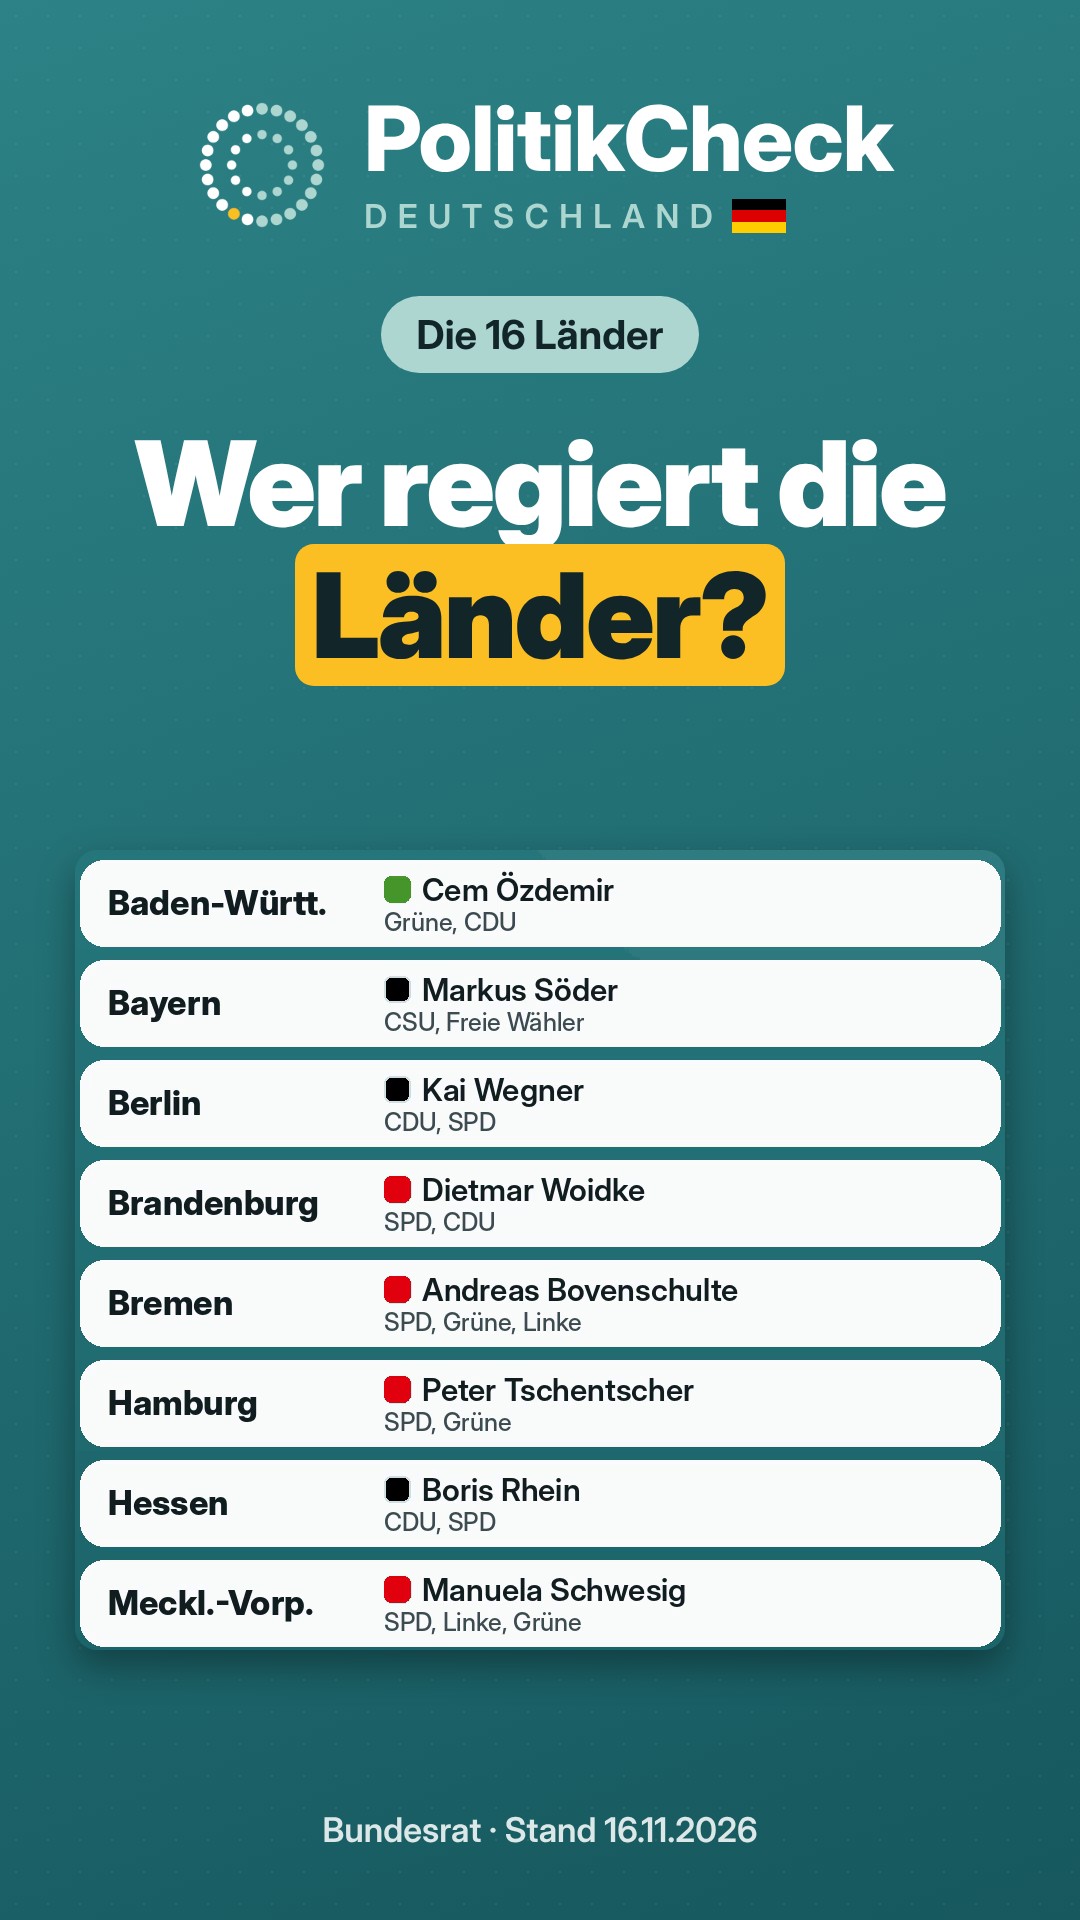 PolitikCheck
DEUTSCHLAND
Die 16 Länder
Wer regiert die
Länder?
Baden-Württ.
Cem Özdemir
Grüne, CDU
Bayern
Markus Söder
CSU, Freie Wähler
Berlin
Kai Wegner
CDU, SPD
Brandenburg
Dietmar Woidke
SPD, CDU
Bremen
Andreas Bovenschulte
SPD, Grüne, Linke
Hamburg
Peter Tschentscher
SPD, Grüne
Hessen
Boris Rhein
CDU, SPD
Meckl.-Vorp.
Manuela Schwesig
SPD, Linke, Grüne
Bundesrat · Stand 16.11.2026